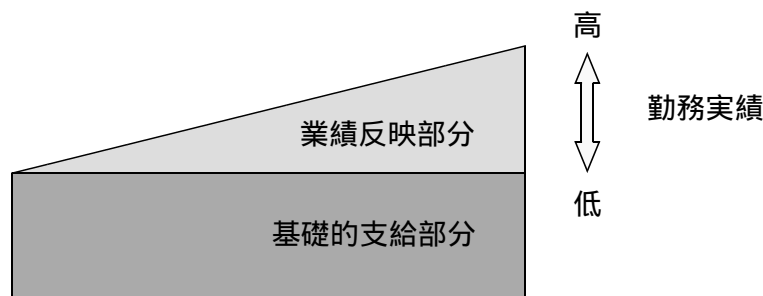 高
勤務実績
業績反映部分
低
基礎的支給部分